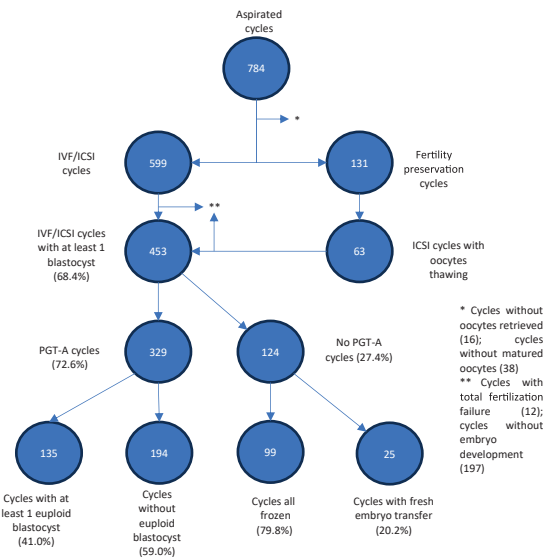 Aspirated
cycles
784
*
IVF/ICSI
cycles
599
131
Fertility
preservation
cycles
**
IVF/ICSI cycles
with at least 1
blastocyst
(68.4%)
453
63
ICSI cycles with
oocytes
thawing
PGT-A cycles
(72.6%)
329
124
No PGT-A
cycles (27.4%)
* Cycles without
oocytes retrieved
(16); cycles
without matured
oocytes (38)
** Cycles with
total fertilization
failure (12);
cycles without
embryo
development
(197)
135
194
99
25
Cycles with at
least 1 euploid
blastocyst
(41.0%)
Cycles
without
euploid
blastocyst
(59.0%)
Cycles all
frozen
(79.8%)
Cycles with fresh
embryo transfer
(20.2%)